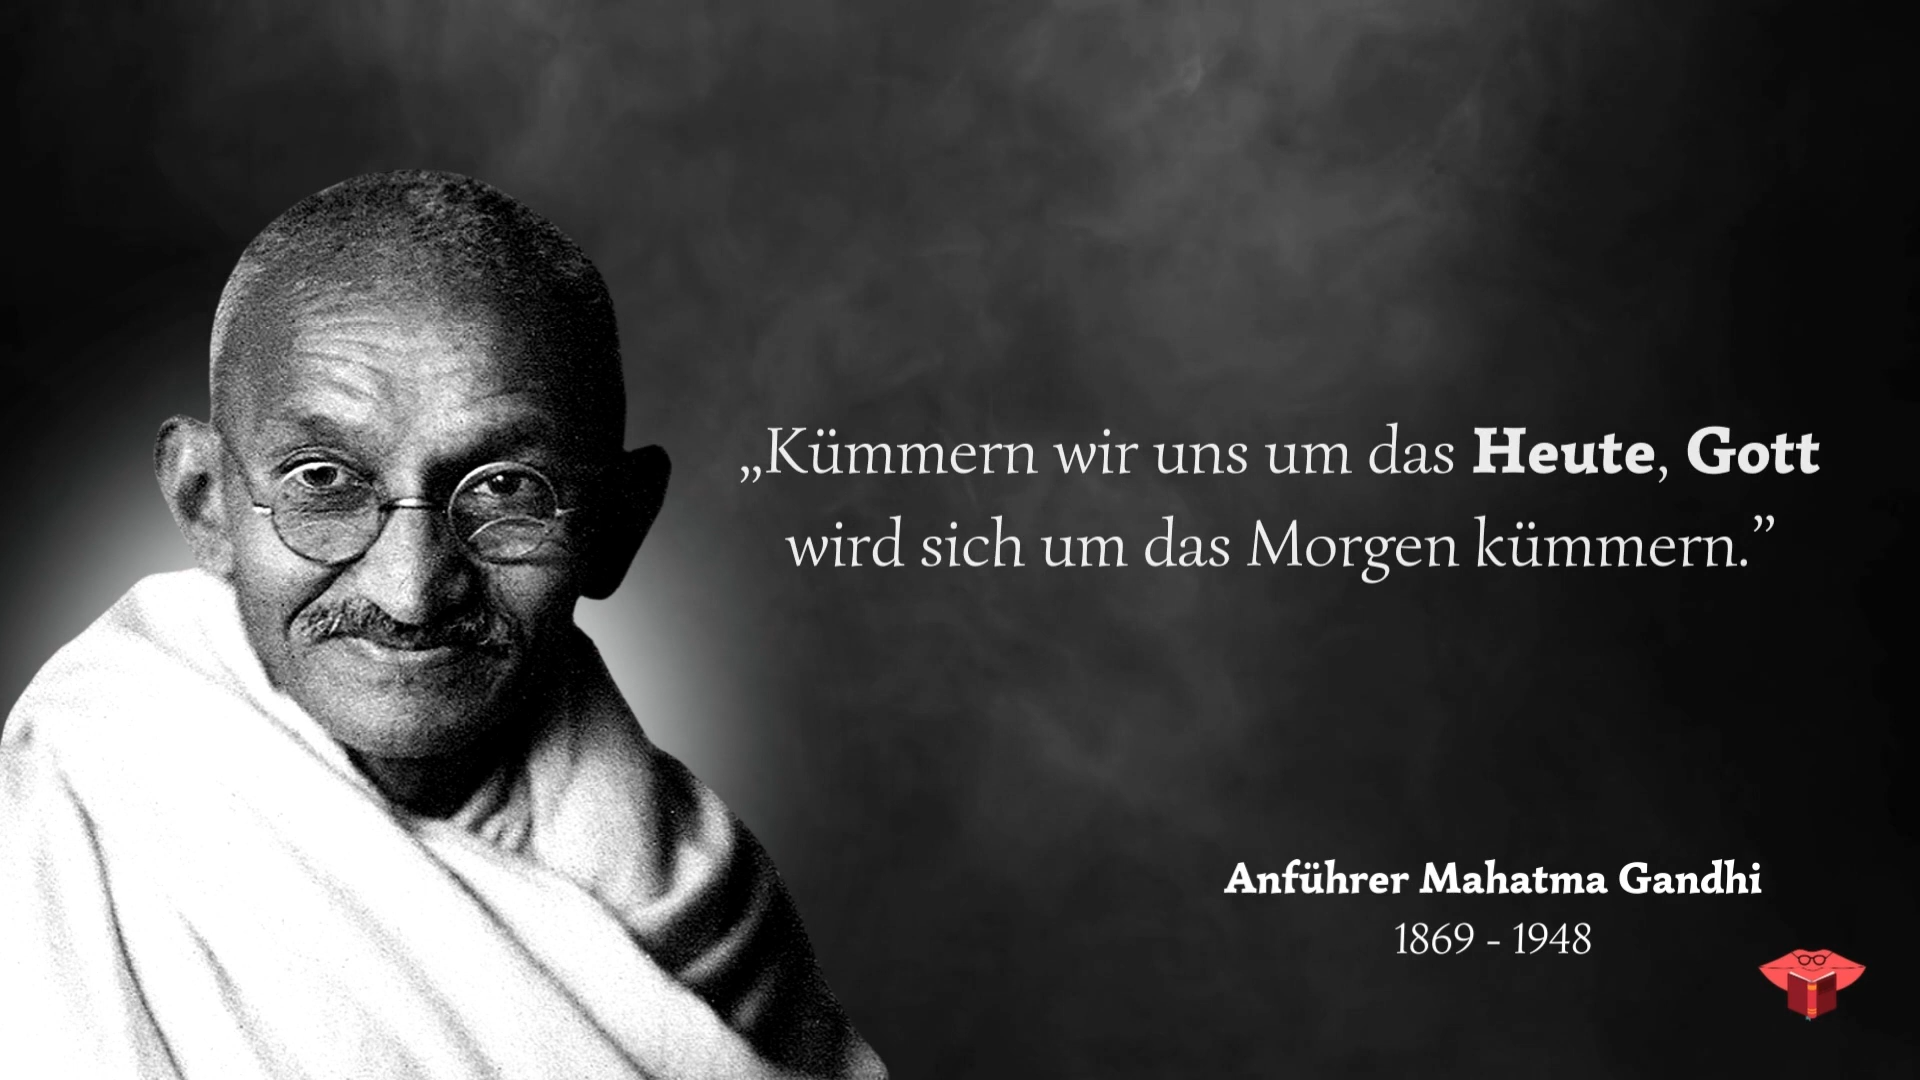 „Kümmern wir uns um das Heute, Gott
wird sich um das Morgen kümmern.”
Anführer Mahatma Gandhi
1869 - 1948